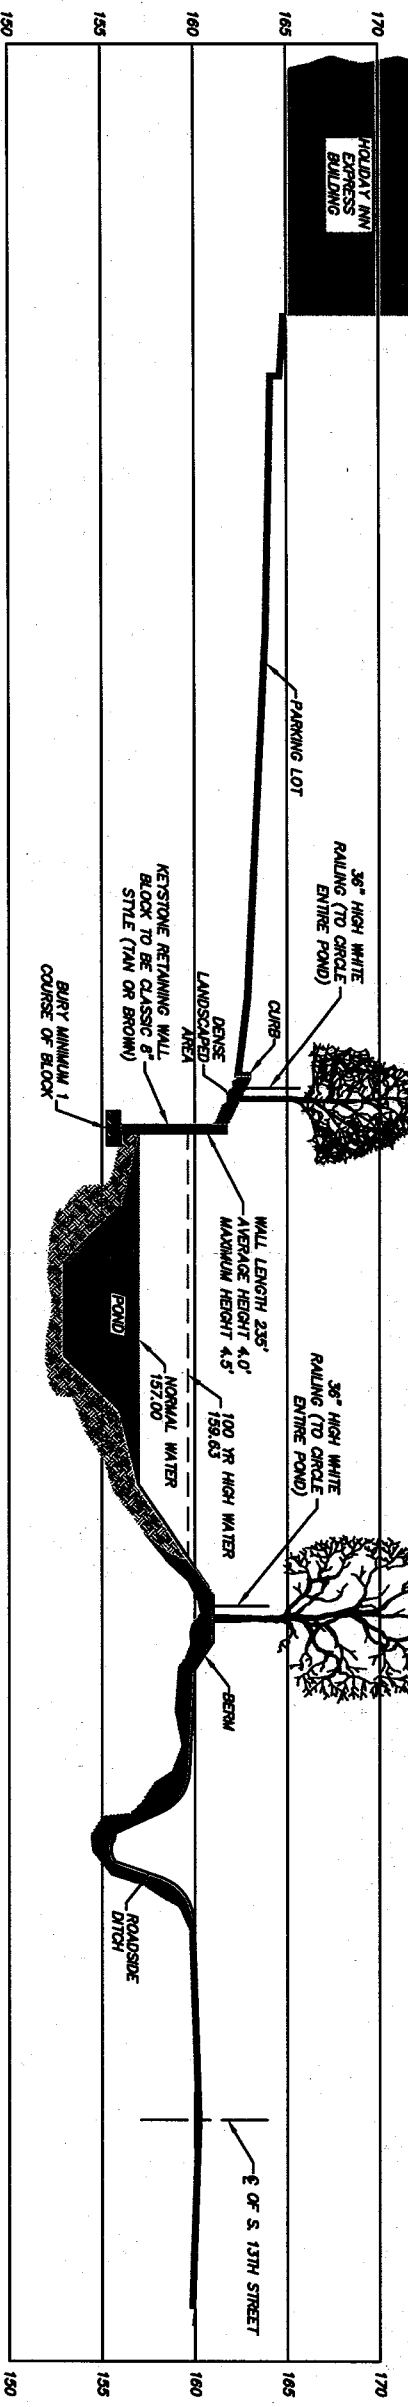 170
165
160
155
150
HOLIDAY INN
EXPRESS
BUILDING
PARKING LOT
36" HIGH WHITE
RAILING (TO CIRCLE
ENTIRE POND)
CURB
DENSE
LANDSCAPED
AREA
KEYSTONE RETAINING WALL
BLOCK TO BE CLASSIC 8"
STYLE (TAN OR BROWN)
BURY MINIMUM 1
COURSE OF BLOCK
WALL LENGTH 235'
AVERAGE HEIGHT 4.0'
MAXIMUM HEIGHT 4.5'
POND
NORMAL WATER
157.00
100 YR HIGH WATER
159.63
36" HIGH WHITE
RAILING (TO CIRCLE
ENTIRE POND)
BERM
ROADSIDE
DITCH
℄ OF S. 13TH STREET
170
165
160
155
150